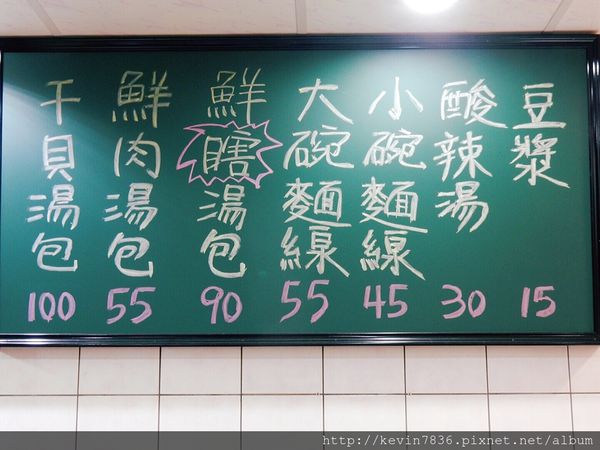 豆漿 15
酸辣湯 30
小碗麵線 45
大碗麵線 55
鮮瞎湯包 90
鮮肉湯包 55
干貝湯包 100
http://kevin7836.pixnet.net/album